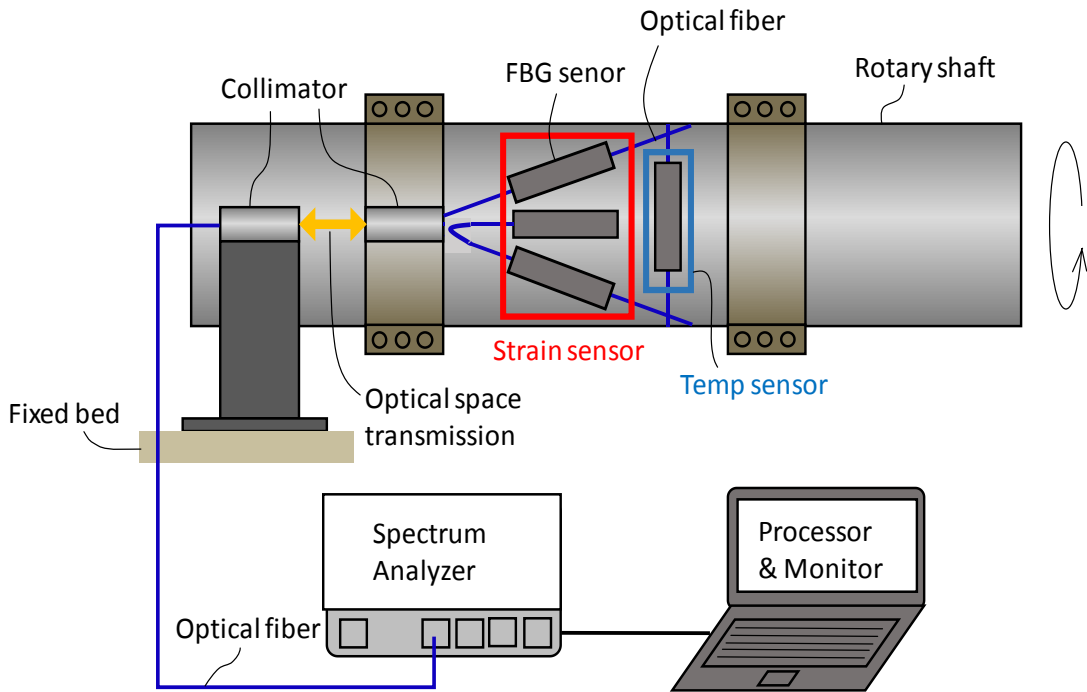 Optical fiber
FBG senor
Rotary shaft
Collimator
Strain sensor
Temp sensor
Optical space
transmission
Fixed bed
Spectrum
Analyzer
Processor
& Monitor
Optical fiber